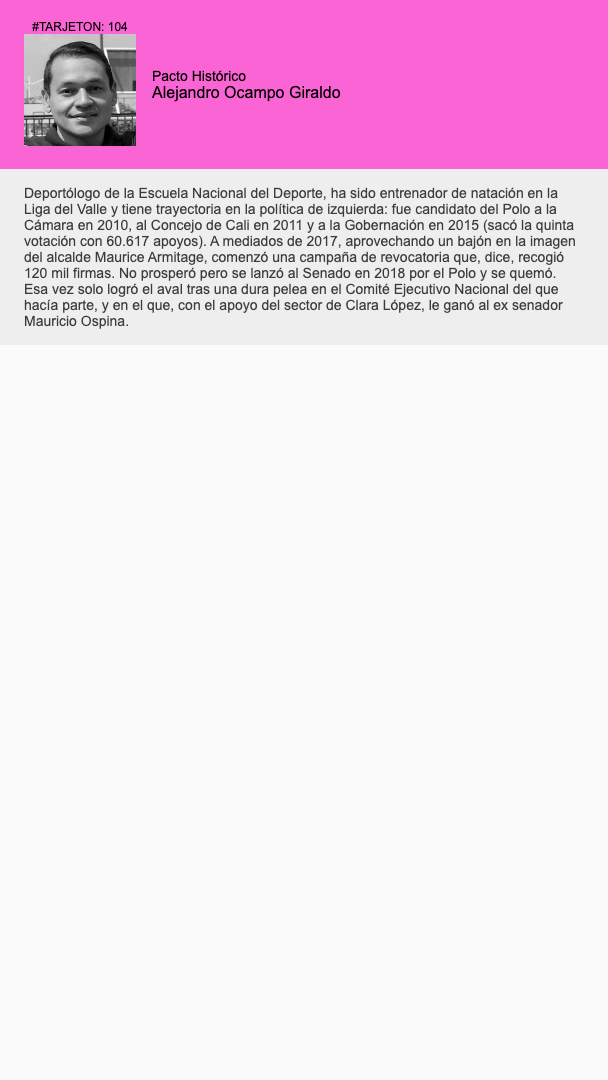 #TARJETON: 104
Pacto Histórico
Alejandro Ocampo Giraldo
Deportólogo de la Escuela Nacional del Deporte, ha sido entrenador de natación en la
Liga del Valle y tiene trayectoria en la política de izquierda: fue candidato del Polo a la
Cámara en 2010, al Concejo de Cali en 2011 y a la Gobernación en 2015 (sacó la quinta
votación con 60.617 apoyos). A mediados de 2017, aprovechando un bajón en la imagen
del alcalde Maurice Armitage, comenzó una campaña de revocatoria que, dice, recogió
120 mil firmas. No prosperó pero se lanzó al Senado en 2018 por el Polo y se quemó.
Esa vez solo logró el aval tras una dura pelea en el Comité Ejecutivo Nacional del que
hacía parte, y en el que, con el apoyo del sector de Clara López, le ganó al ex senador
Mauricio Ospina.